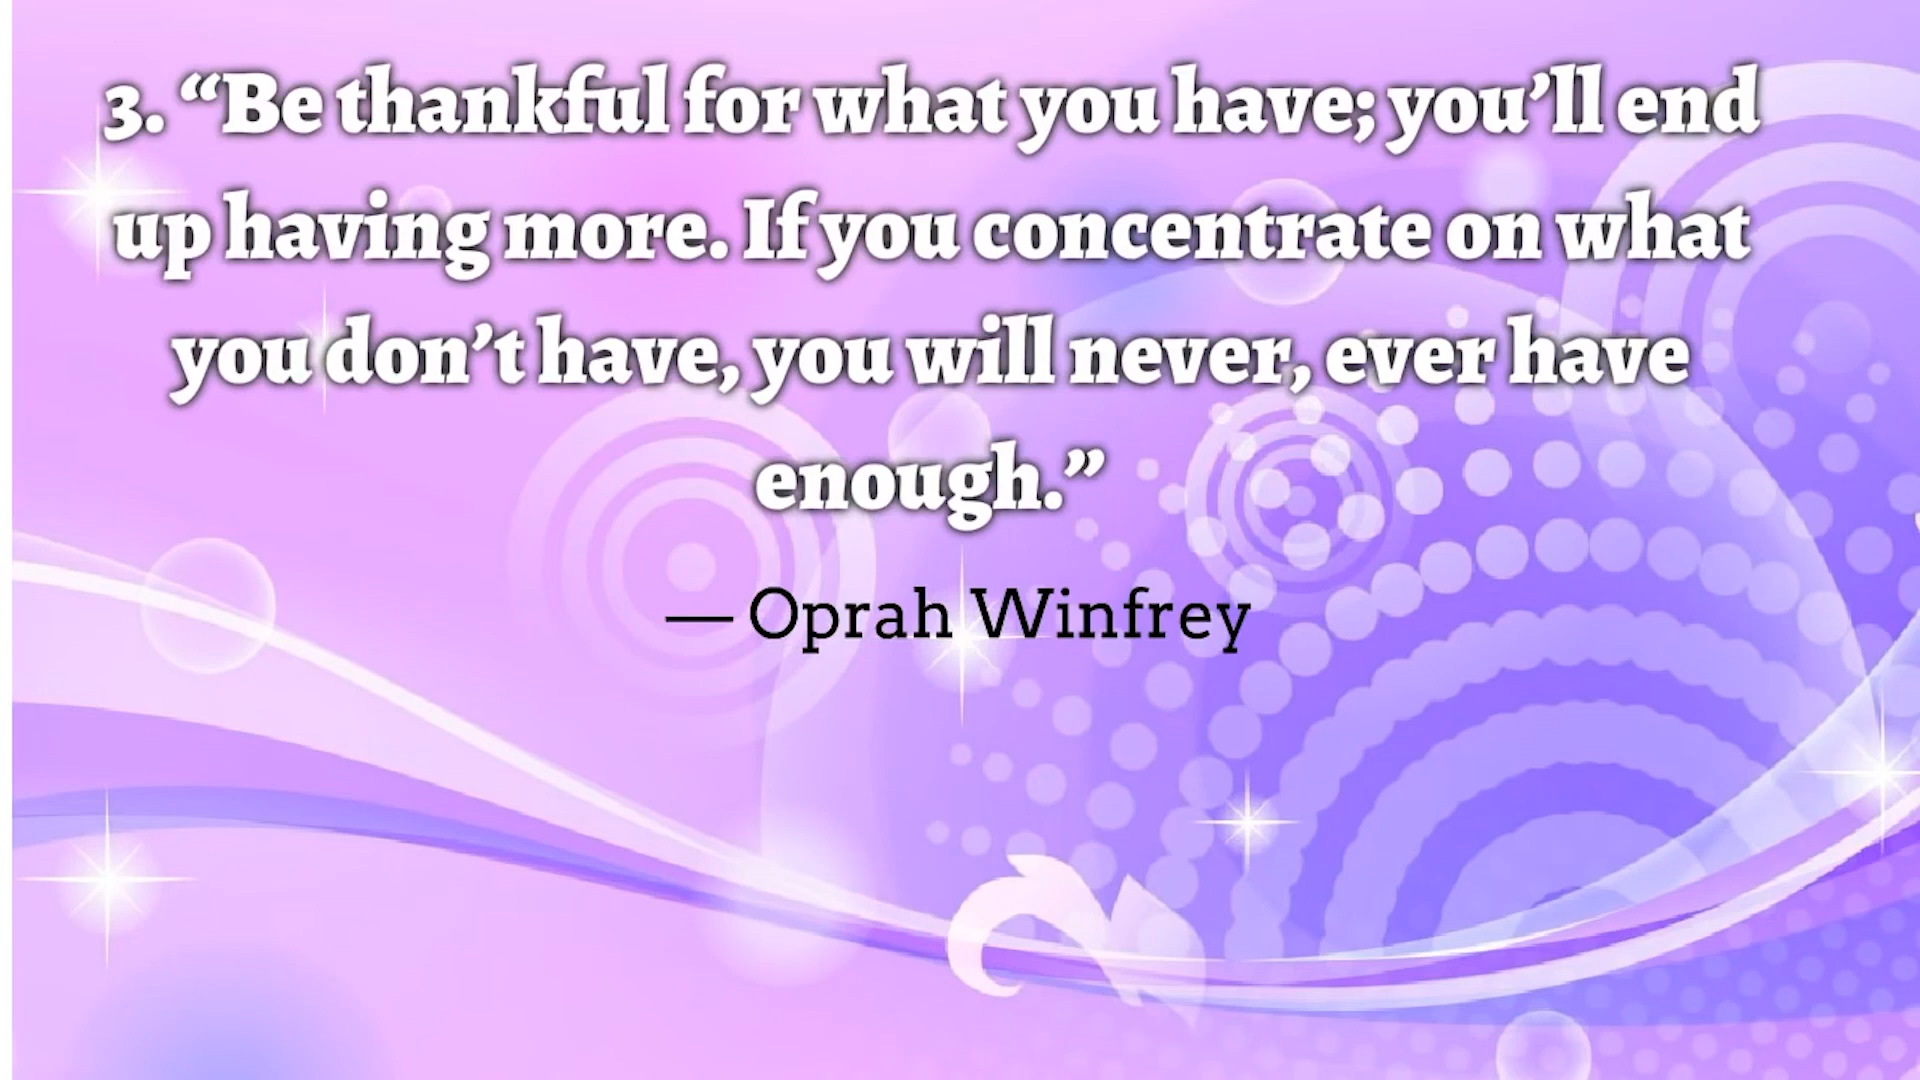 3. “Be thankful for what you have; you’ll end
up having more. If you concentrate on what
you don’t have, you will never, ever have
enough.”
— Oprah Winfrey